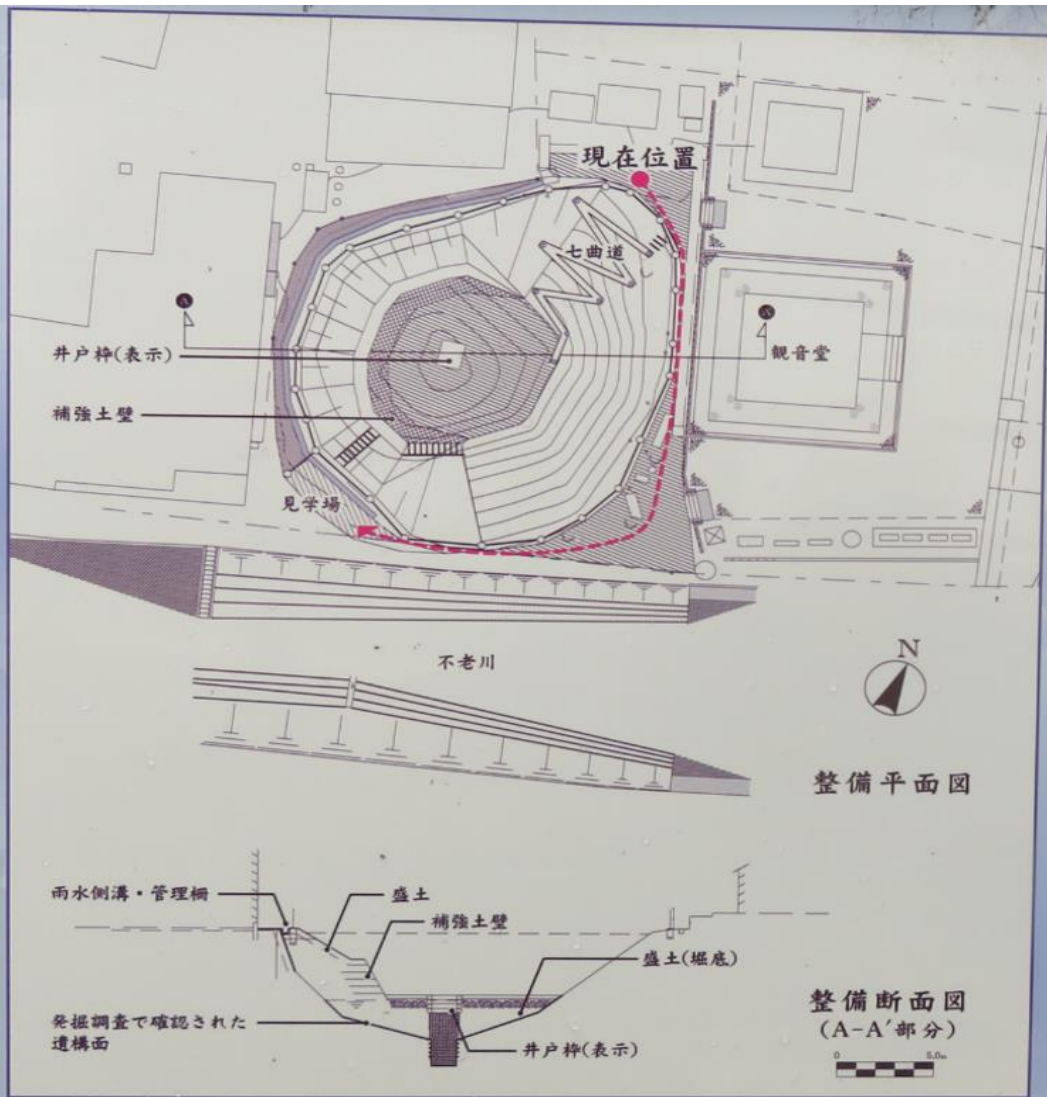 現在位置
七曲道
A
A
井戸枠(表示)
観音堂
補強土壁
見学場
不老川
N
整備平面図
雨水側溝・管理柵
盛土
補強土壁
盛土(堀底)
発掘調査で確認された
遺構面
井戸枠(表示)
整備断面図
(A-A′部分)
0 5.0m